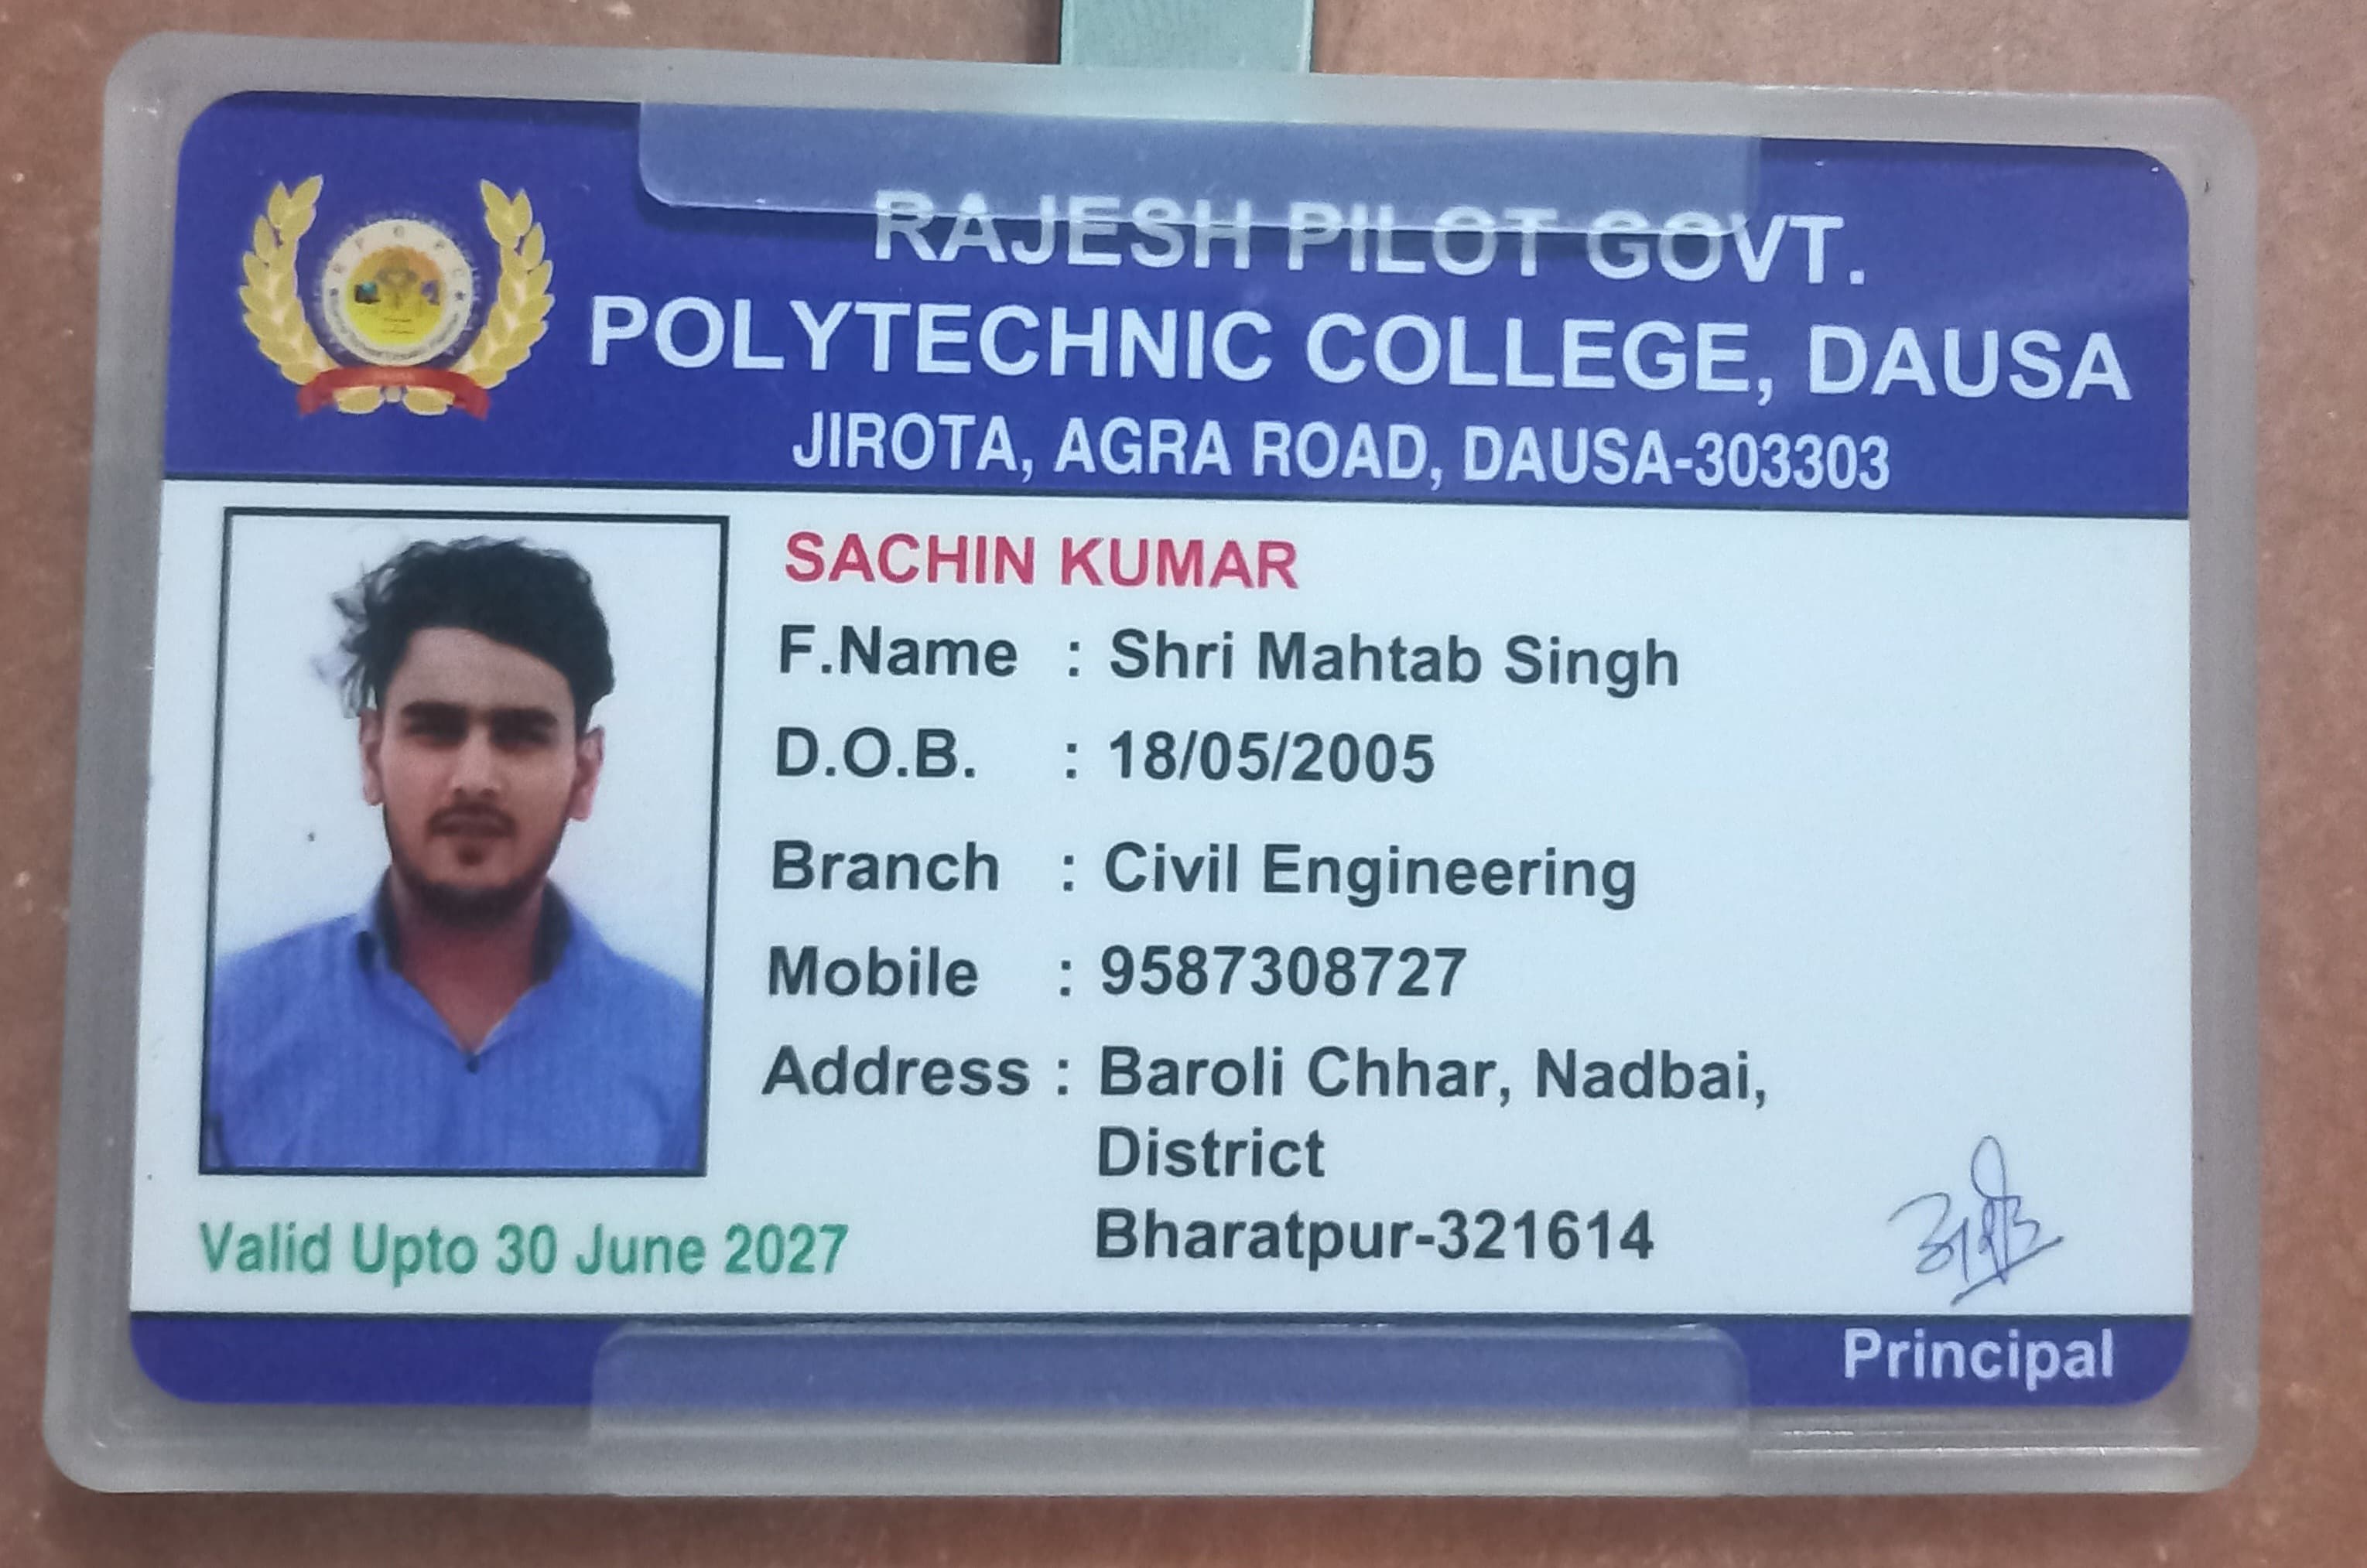 RAJESH PILOT GOVT.
POLYTECHNIC COLLEGE, DAUSA
JIROTA, AGRA ROAD, DAUSA-303303
SACHIN KUMAR
F.Name : Shri Mahtab Singh
D.O.B. : 18/05/2005
Branch : Civil Engineering
Mobile : 9587308727
Address : Baroli Chhar, Nadbai,
District
Bharatpur-321614
Valid Upto 30 June 2027
Principal